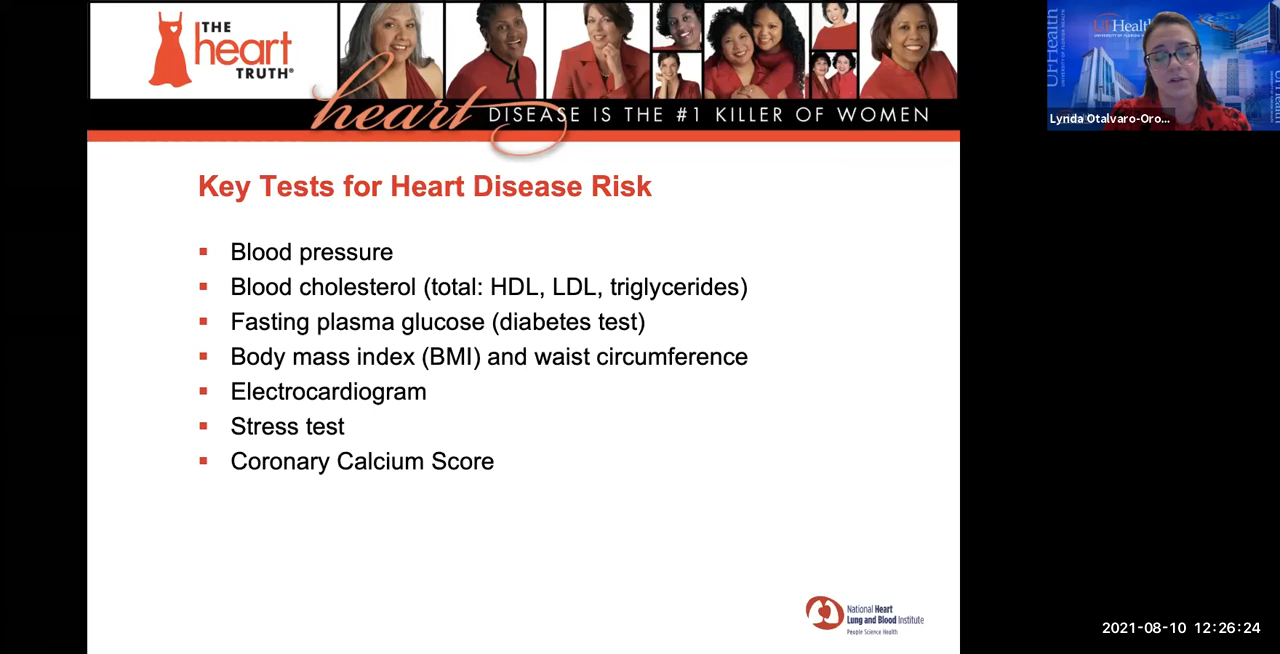 THE
heart
TRUTH®
heart DISEASE IS THE #1 KILLER OF WOMEN
Key Tests for Heart Disease Risk
▪ Blood pressure
▪ Blood cholesterol (total: HDL, LDL, triglycerides)
▪ Fasting plasma glucose (diabetes test)
▪ Body mass index (BMI) and waist circumference
▪ Electrocardiogram
▪ Stress test
▪ Coronary Calcium Score
National Heart
Lung and Blood Institute
People Science Health
UFHealth
UFHealth
UNIVERSITY OF FLORIDA HEALTH
Lynda Otalvaro-Oro...
2021-08-10 12:26:24